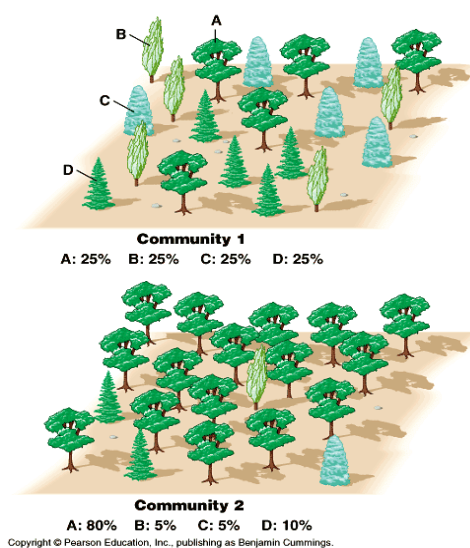 A
B
C
D
Community 1
A: 25% B: 25% C: 25% D: 25%
Community 2
A: 80% B: 5% C: 5% D: 10%
Copyright © Pearson Education, Inc., publishing as Benjamin Cummings.